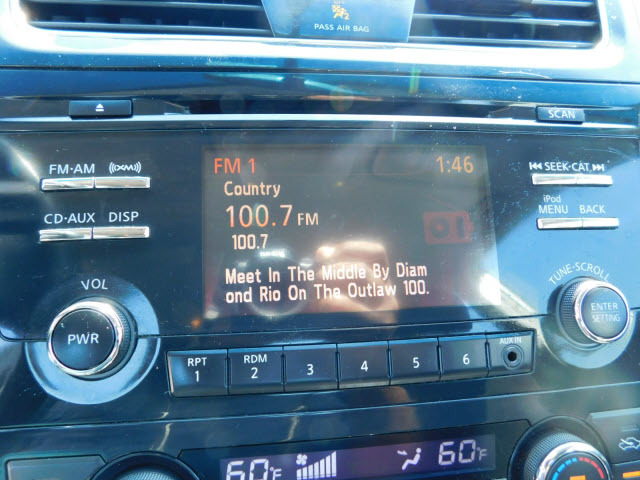 PASS AIR BAG
SCAN
FM·AM
((XM))
SEEK·CAT
CD·AUX
DISP
iPod
MENU
BACK
FM 1
1:46
Country
100.7 FM
100.7
Meet In The Middle By Diam
ond Rio On The Outlaw 100.
VOL
PWR
TUNE·SCROLL
ENTER
SETTING
RPT
1
RDM
2
3
4
5
6
AUX IN
60°F
60°F